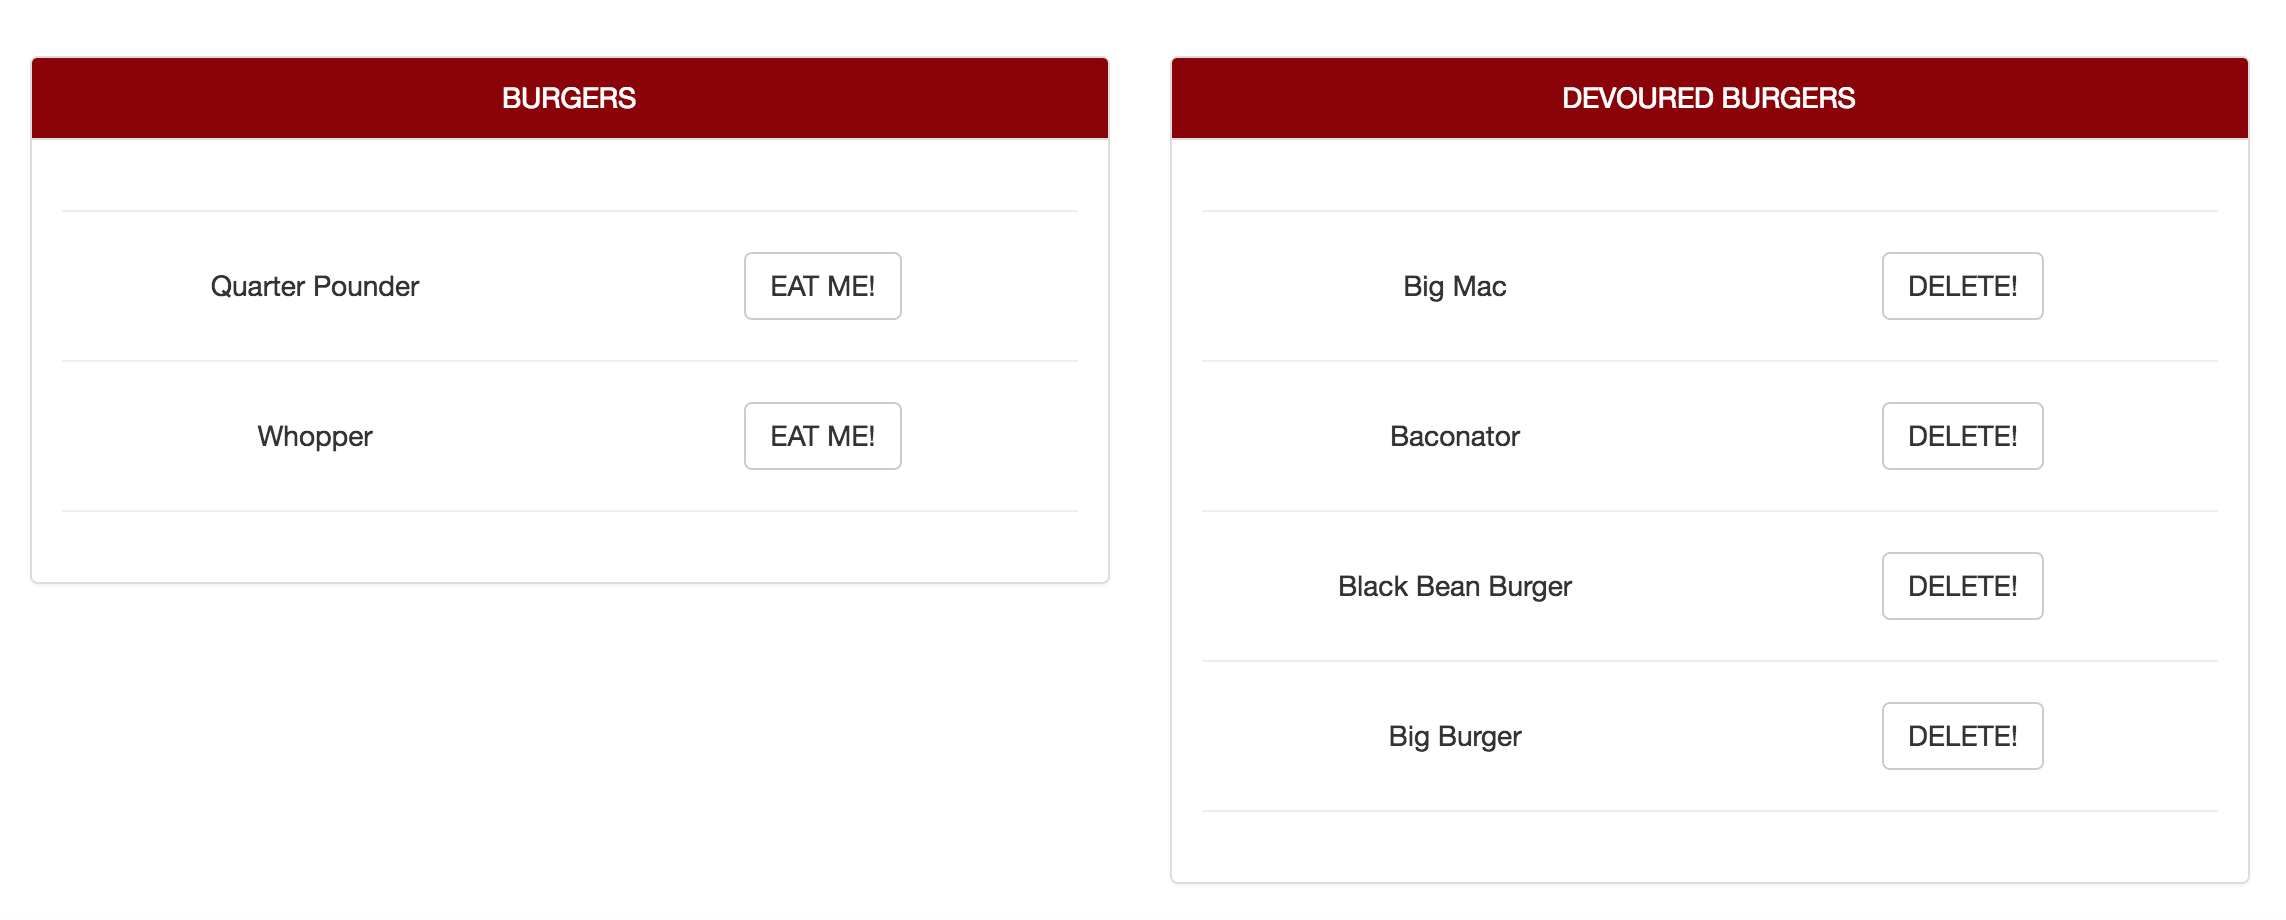 BURGERS
Quarter Pounder EAT ME!
Whopper EAT ME!
DEVOURED BURGERS
Big Mac DELETE!
Baconator DELETE!
Black Bean Burger DELETE!
Big Burger DELETE!